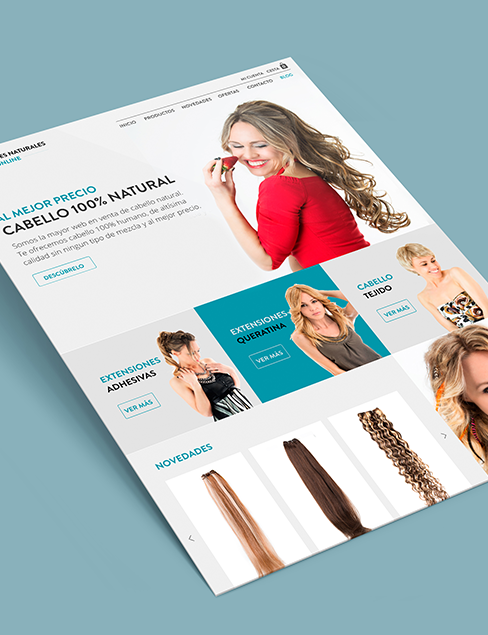 MI CUENTA CESTA
INICIO PRODUCTOS NOVEDADES OFERTAS CONTACTO BLOG
ES NATURALES
ONLINE
AL MEJOR PRECIO
CABELLO 100% NATURAL
Somos la mayor web en venta de cabello natural.
Te ofrecemos cabello 100% humano, de altísima
calidad sin ningun tipo de mezcla y al mejor precio.
DESCÚBRELO
EXTENSIONES
ADHESIVAS
VER MÁS
EXTENSIONES
QUERATINA
VER MÁS
CABELLO
TEJIDO
VER MÁS
NOVEDADES